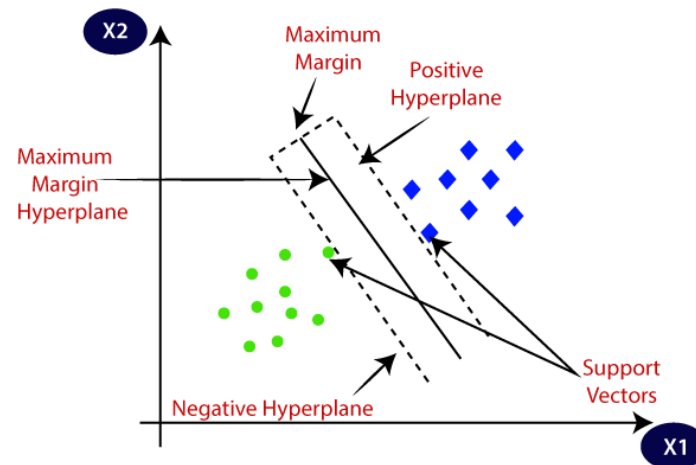 X2
Maximum
Margin
Positive
Hyperplane
Maximum
Margin
Hyperplane
Support
Vectors
Negative Hyperplane
X1